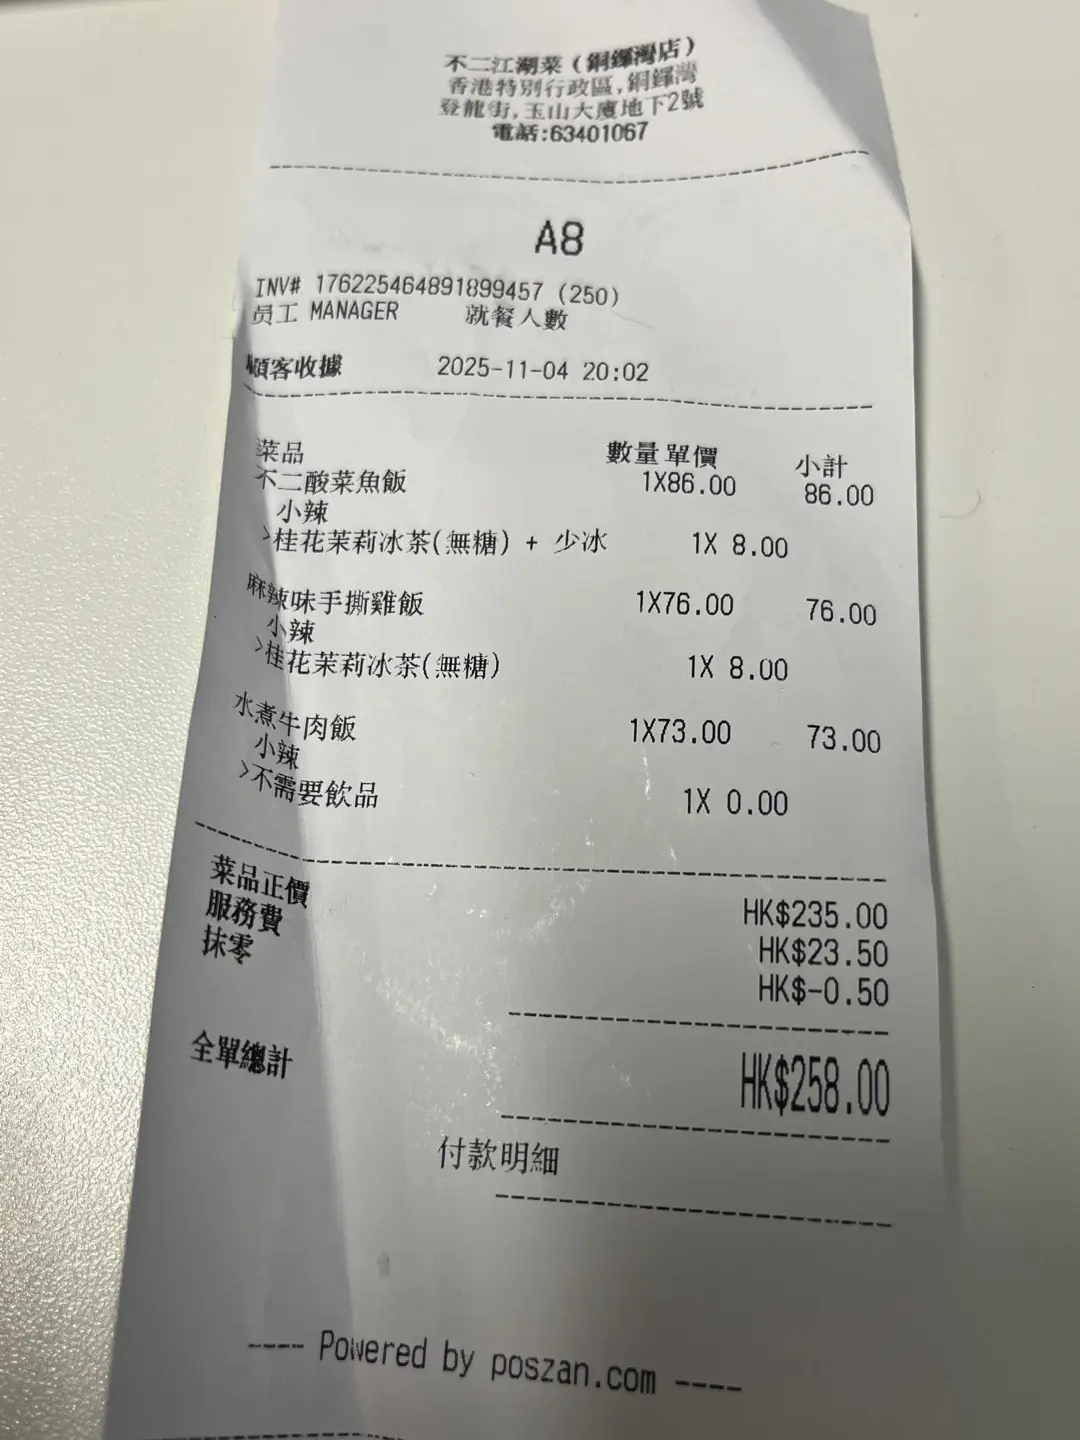 不二江湖菜(銅鑼灣店)
香港特別行政區,銅鑼灣
登龍街,玉山大廈地下2號
電話:63401067
A8
INV# 176225464891899457 (250)
员工 MANAGER 就餐人數
顧客收據 2025-11-04 20:02
菜品 數量 單價 小計
不二酸菜魚飯 1X86.00 86.00
小辣
>桂花茉莉冰茶(無糖) + 少冰 1X 8.00
麻辣味手撕雞飯 1X76.00 76.00
小辣
>桂花茉莉冰茶(無糖) 1X 8.00
水煮牛肉飯 1X73.00 73.00
小辣
>不需要飲品 1X 0.00
菜品正價 HK$235.00
服務費 HK$23.50
抹零 HK$-0.50
全單總計 HK$258.00
付款明細
---- Powered by poszan.com ----